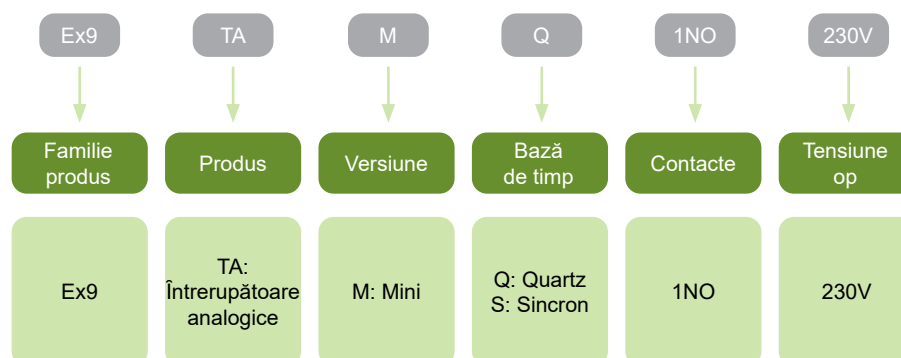 Ex9 TA M Q 1NO 230V
Familie
produs
Produs
Versiune
Bază
de timp
Contacte
Tensiune
op
Ex9
TA:
Întrerupătoare
analogice
M: Mini
Q: Quartz
S: Sincron
1NO
230V